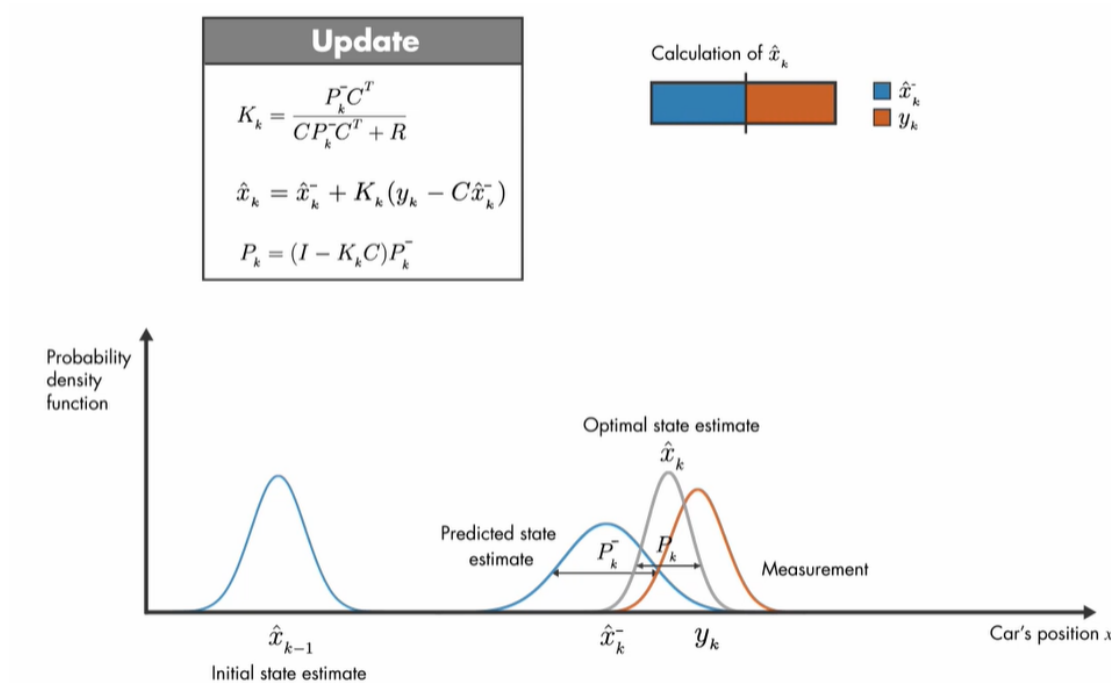 Update
K_k = P_k^- C^T / (C P_k^- C^T + R)
x̂_k = x̂_k^- + K_k (y_k − C x̂_k^-)
P_k = (I − K_k C) P_k^-
Calculation of x̂_k
x̂_k^-
y_k
Probability
density
function
Optimal state estimate
x̂_k
Predicted state
estimate
P_k^-
P_k
Measurement
x̂_{k−1}
x̂_k^-
y_k
Car's position x
Initial state estimate